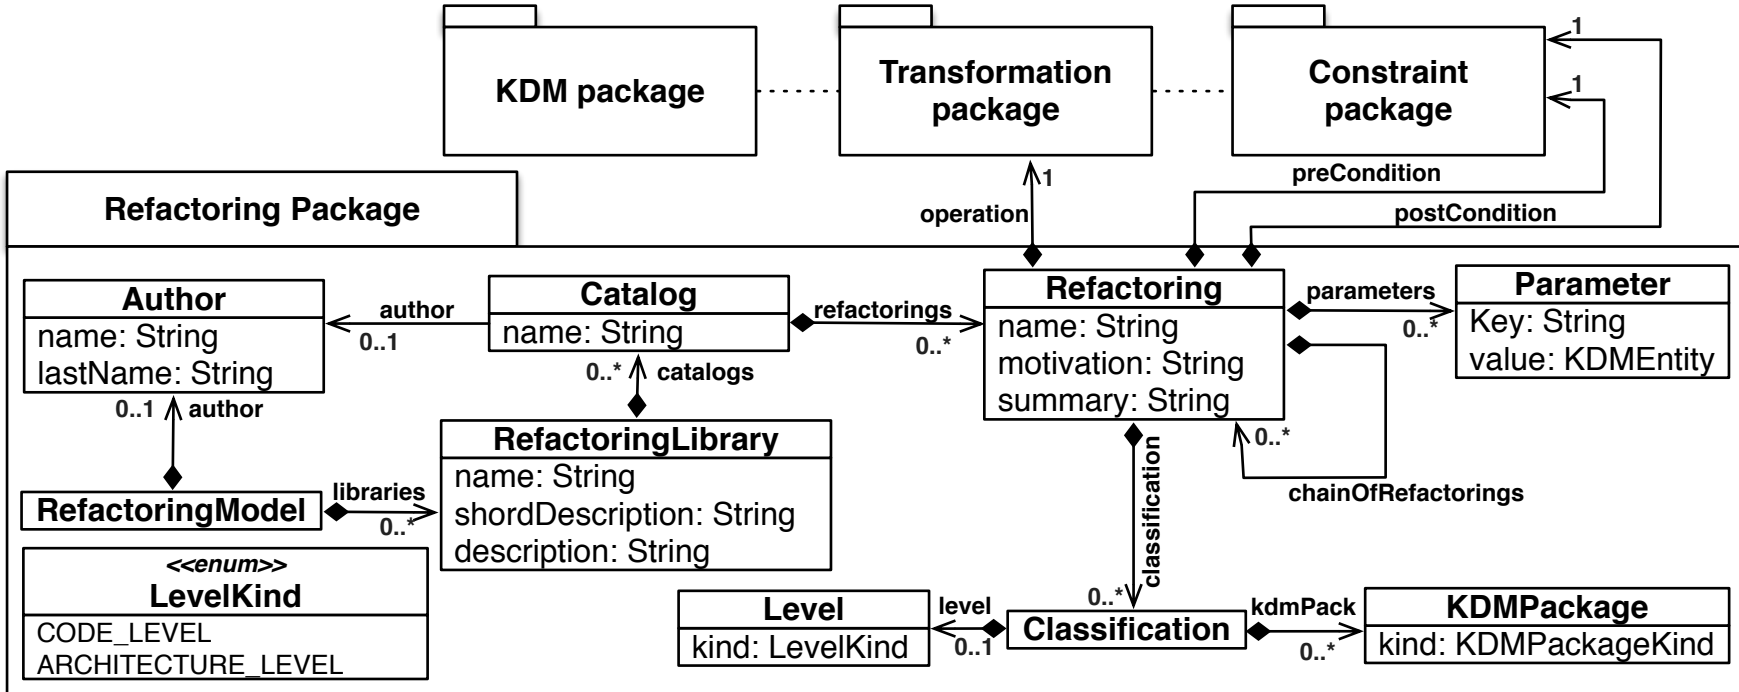 KDM package
Transformation
package
Constraint
package
1
1
preCondition
postCondition
1
operation
Refactoring Package
Author
name: String
lastName: String
author
0..1
Catalog
name: String
refactorings
0..*
Refactoring
name: String
motivation: String
summary: String
parameters
0..*
Parameter
Key: String
value: KDMEntity
0..*
chainOfRefactorings
0..1
author
0..*
catalogs
RefactoringModel
libraries
0..*
RefactoringLibrary
name: String
shordDescription: String
description: String
classification
0..*
<<enum>>
LevelKind
CODE_LEVEL
ARCHITECTURE_LEVEL
Level
kind: LevelKind
level
0..1
Classification
kdmPack
0..*
KDMPackage
kind: KDMPackageKind